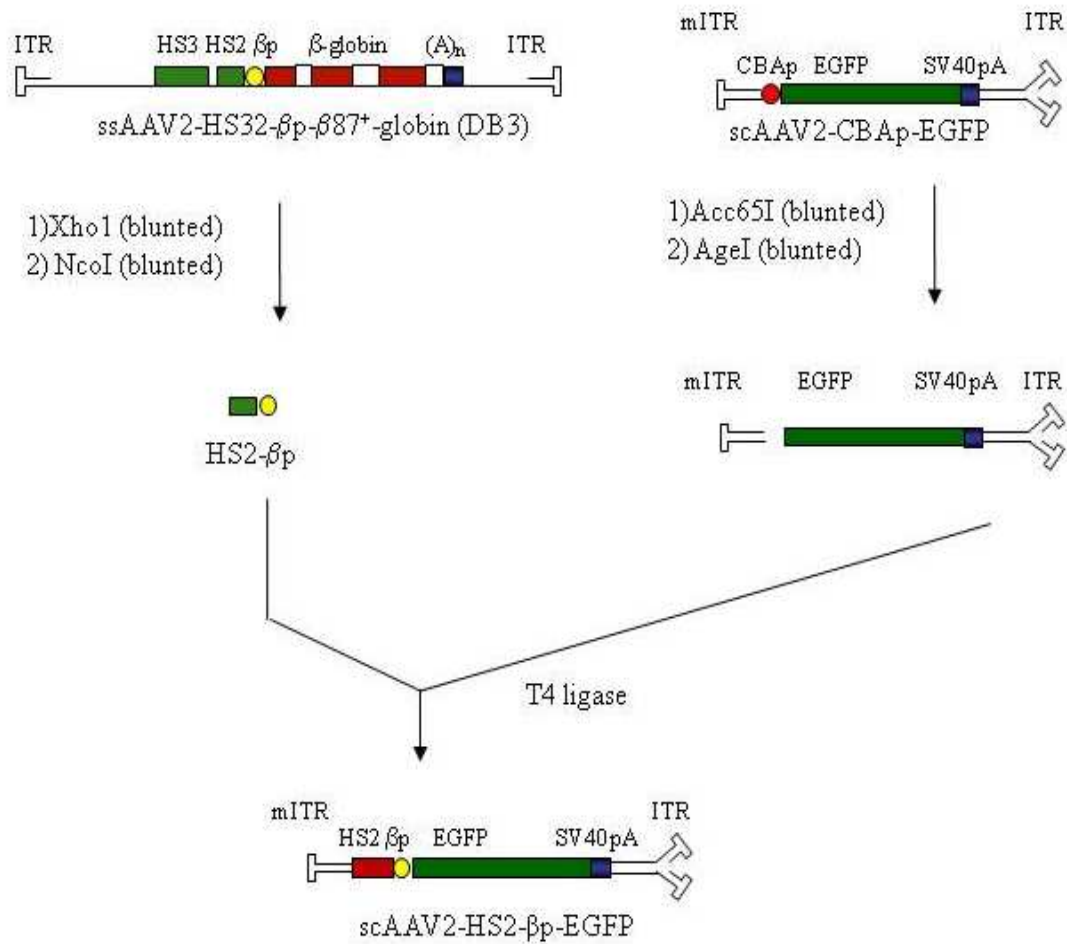 ITR HS3 HS2 βp β-globin (A)n ITR
ssAAV2-HS32-βp-β87⁺-globin (DB3)
1)Xho1 (blunted)
2) NcoI (blunted)
HS2-βp
mITR ITR
CBAp EGFP SV40pA
scAAV2-CBAp-EGFP
1)Acc65I (blunted)
2) AgeI (blunted)
mITR EGFP SV40pA ITR
T4 ligase
mITR ITR
HS2 βp EGFP SV40pA
scAAV2-HS2-βp-EGFP